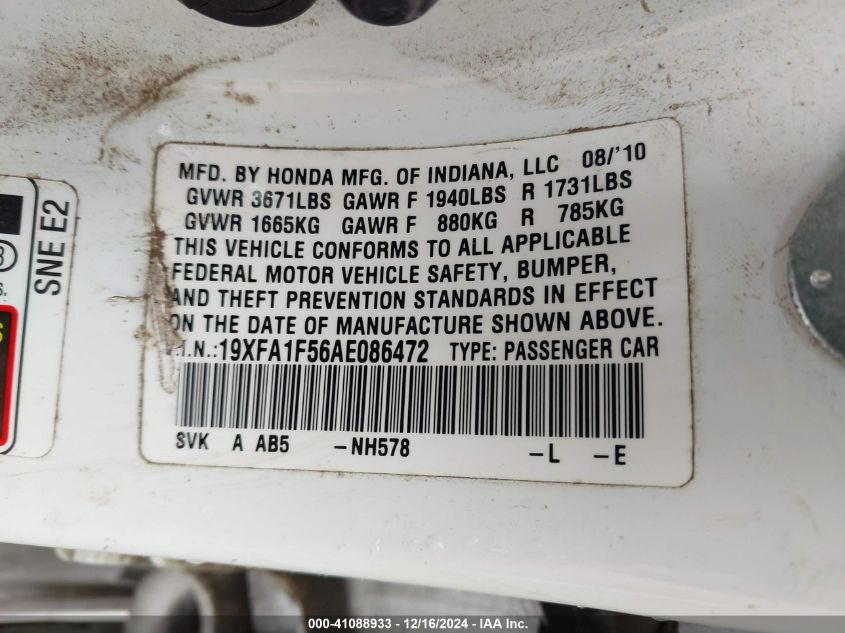 MFD. BY HONDA MFG. OF INDIANA, LLC 08/'10
GVWR 3671LBS GAWR F 1940LBS R 1731LBS
GVWR 1665KG GAWR F 880KG R 785KG
THIS VEHICLE CONFORMS TO ALL APPLICABLE
FEDERAL MOTOR VEHICLE SAFETY, BUMPER,
AND THEFT PREVENTION STANDARDS IN EFFECT
ON THE DATE OF MANUFACTURE SHOWN ABOVE.
V.I.N.:19XFA1F56AE086472 TYPE: PASSENGER CAR
SVK A AB5 -NH578 -L -E
SNE E2
000-41088933 - 12/16/2024 - IAAI.COM